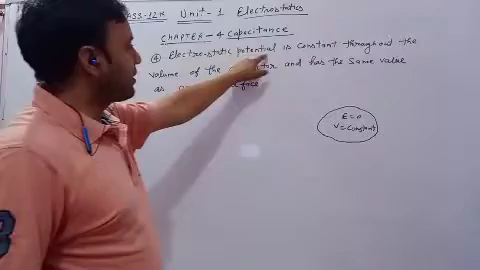 CLASS-12th Unit-1 Electrostatics
CHAPTER-4 Capacitance
④ Electro-static potential is constant throughout the
volume of the and has the same value
as
E=0
V=constant